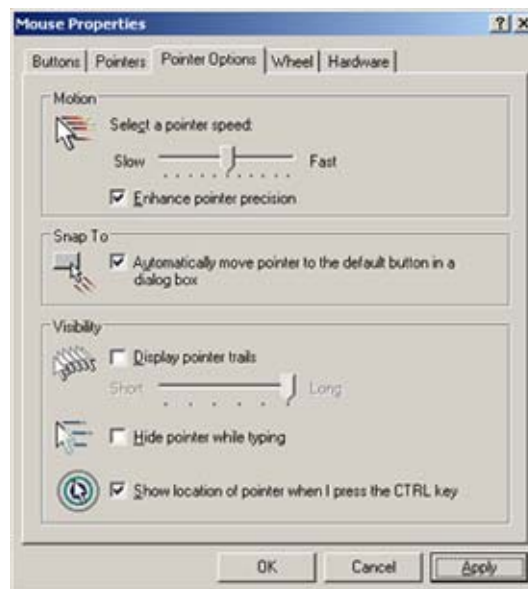 Mouse Properties
Buttons Pointers Pointer Options Wheel Hardware
Motion
Select a pointer speed:
Slow Fast
Enhance pointer precision
Snap To
Automatically move pointer to the default button in a
dialog box
Visibility
Display pointer trails
Short Long
Hide pointer while typing
Show location of pointer when I press the CTRL key
OK Cancel Apply